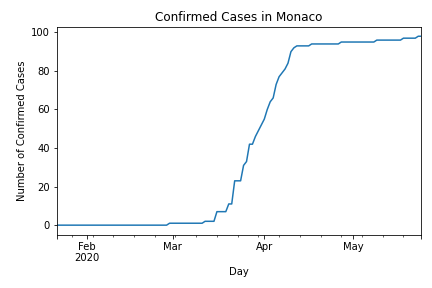 Confirmed Cases in Monaco
Number of Confirmed Cases
100
80
60
40
20
0
Feb Mar Apr May
2020
Day